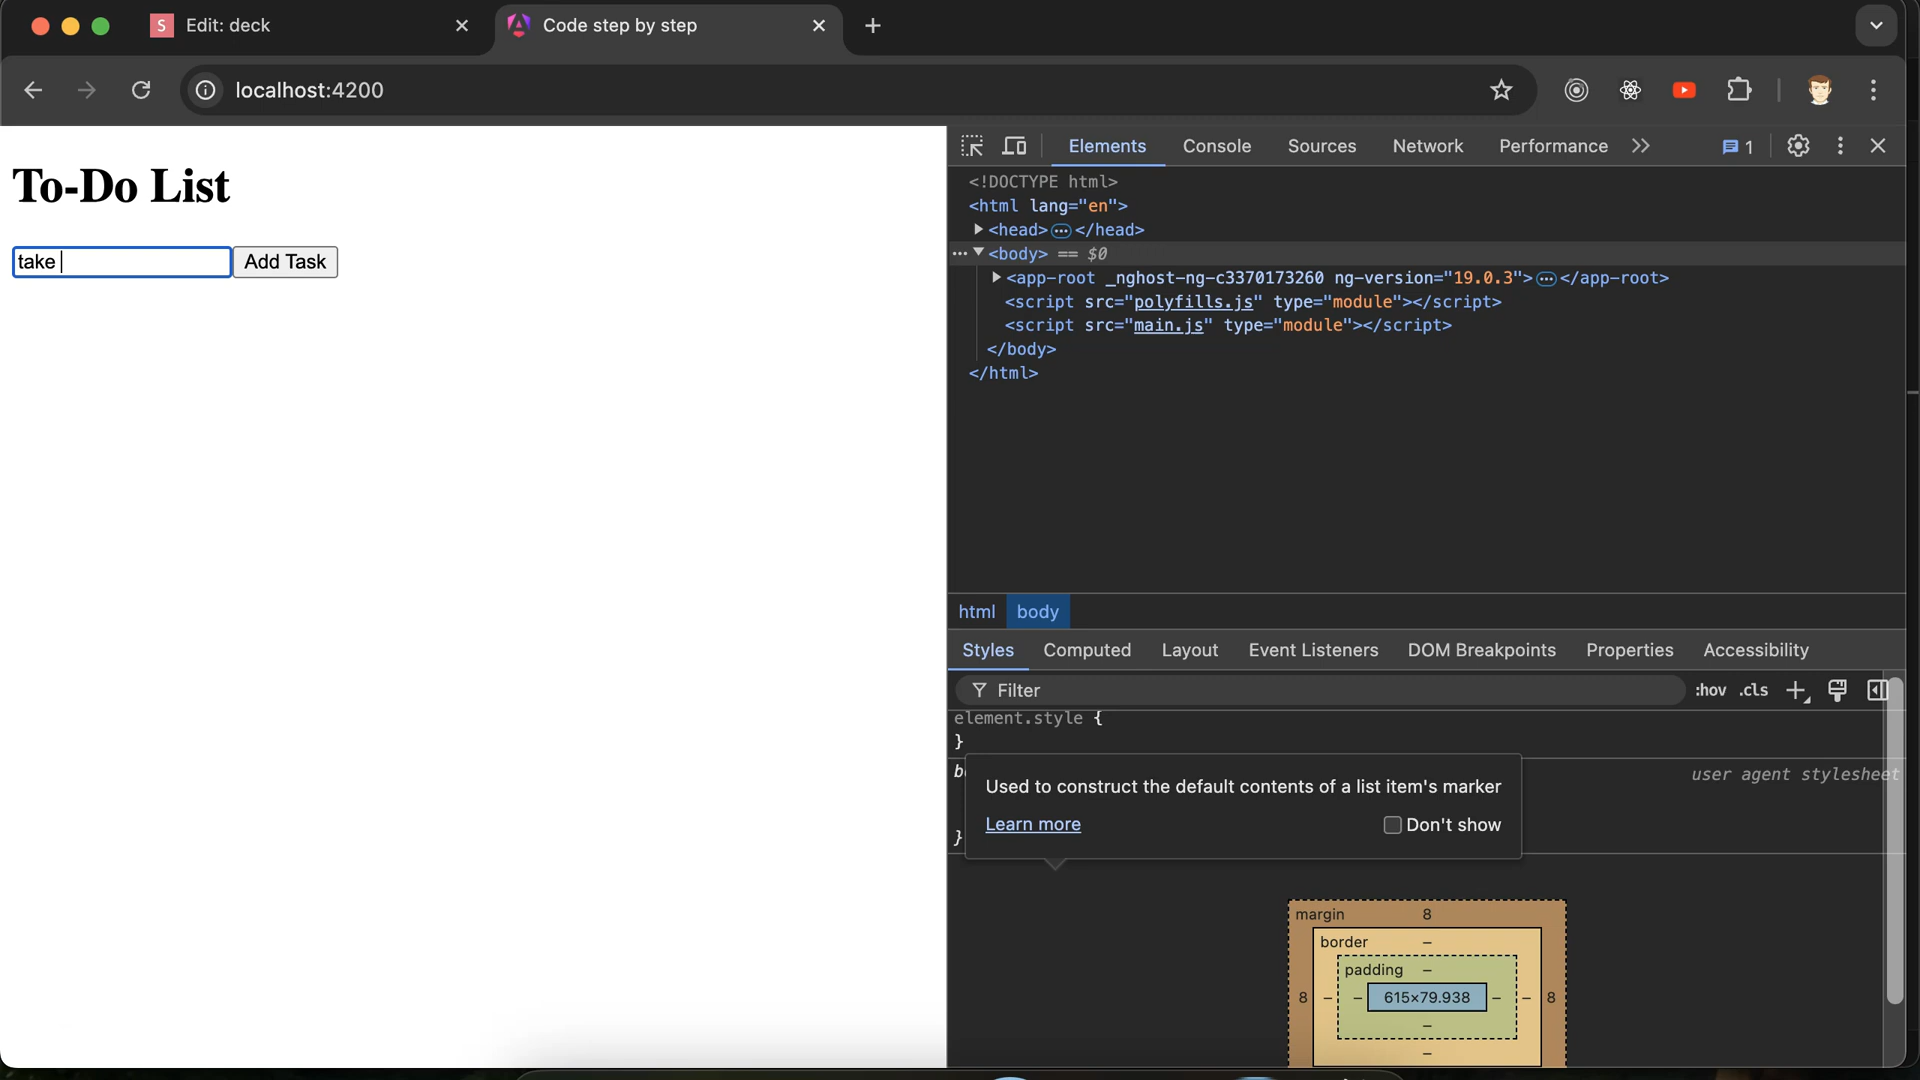 S Edit: deck
Code step by step
localhost:4200
To-Do List
take
Add Task
Elements Console Sources Network Performance 1
<!DOCTYPE html>
<html lang="en">
<head> </head>
<body> == $0
<app-root _nghost-ng-c3370173260 ng-version="19.0.3"> </app-root>
<script src="polyfills.js" type="module"></script>
<script src="main.js" type="module"></script>
</body>
</html>
html body
Styles Computed Layout Event Listeners DOM Breakpoints Properties Accessibility
Filter :hov .cls
element.style {
}
user agent stylesheet
Used to construct the default contents of a list item's marker
Learn more Don't show
}
margin 8
border –
padding –
8 – – 615×79.938 – – 8
–
–